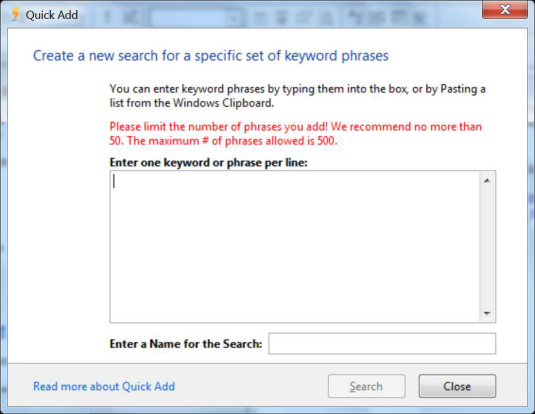 Quick Add
Create a new search for a specific set of keyword phrases
You can enter keyword phrases by typing them into the box, or by Pasting a
list from the Windows Clipboard.
Please limit the number of phrases you add! We recommend no more than
50. The maximum # of phrases allowed is 500.
Enter one keyword or phrase per line:
Enter a Name for the Search:
Read more about Quick Add
Search
Close